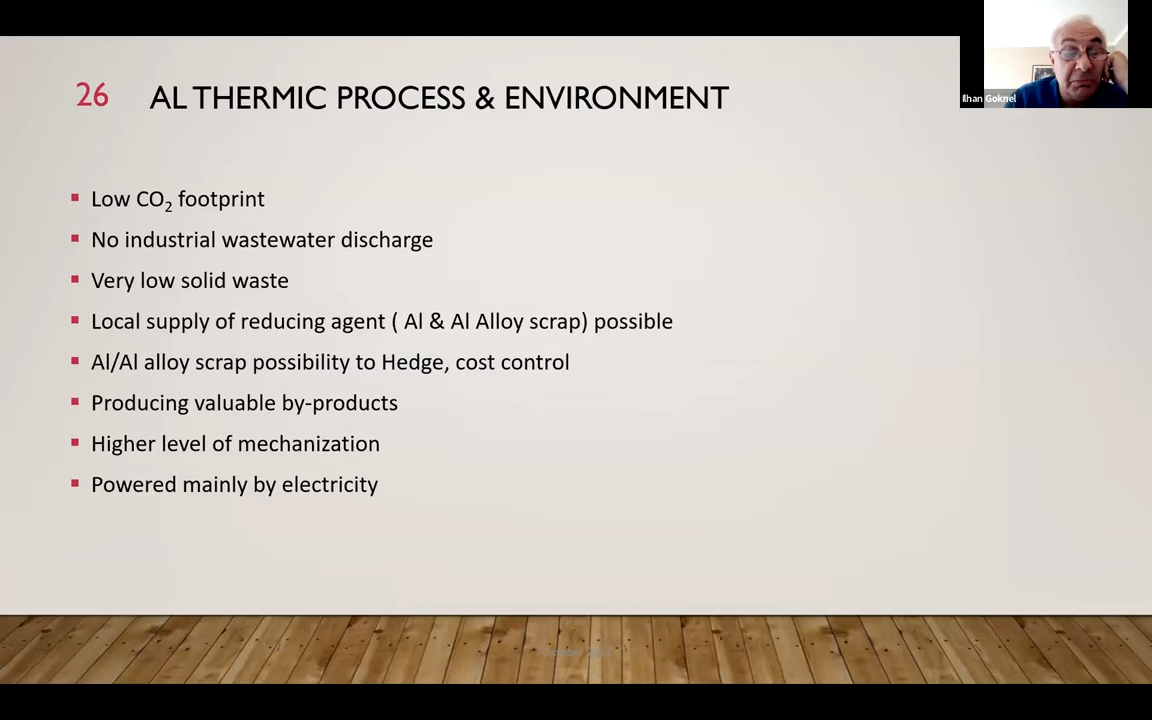 Ilhan Goknel
26 AL THERMIC PROCESS & ENVIRONMENT
Low CO₂ footprint
No industrial wastewater discharge
Very low solid waste
Local supply of reducing agent ( Al & Al Alloy scrap) possible
Al/Al alloy scrap possibility to Hedge, cost control
Producing valuable by-products
Higher level of mechanization
Powered mainly by electricity